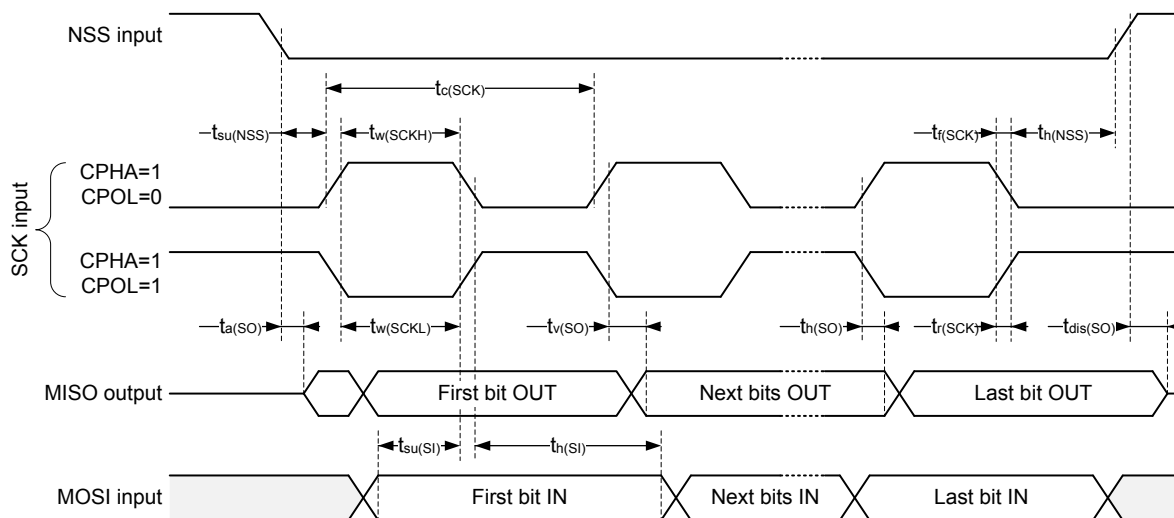 NSS input
tc(SCK)
tsu(NSS)
tw(SCKH)
tf(SCK)
th(NSS)
SCK input
CPHA=1
CPOL=0
CPHA=1
CPOL=1
ta(SO)
tw(SCKL)
tv(SO)
th(SO)
tr(SCK)
tdis(SO)
MISO output
First bit OUT
Next bits OUT
Last bit OUT
tsu(SI)
th(SI)
MOSI input
First bit IN
Next bits IN
Last bit IN